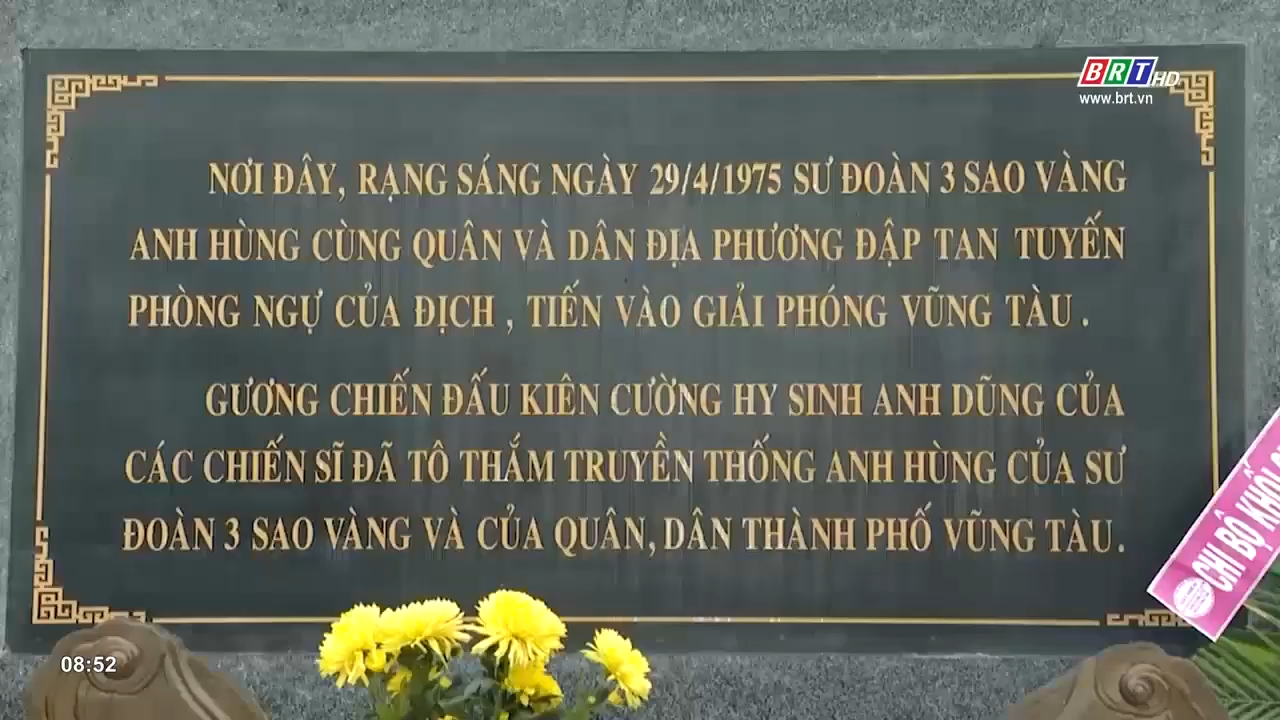 BRT HD
www.brt.vn
NƠI ĐÂY, RẠNG SÁNG NGÀY 29/4/1975 SƯ ĐOÀN 3 SAO VÀNG
ANH HÙNG CÙNG QUÂN VÀ DÂN ĐỊA PHƯƠNG ĐẬP TAN TUYẾN
PHÒNG NGỰ CỦA ĐỊCH , TIẾN VÀO GIẢI PHÓNG VŨNG TÀU .
GƯƠNG CHIẾN ĐẤU KIÊN CƯỜNG HY SINH ANH DŨNG CỦA
CÁC CHIẾN SĨ ĐÃ TÔ THẮM TRUYỀN THỐNG ANH HÙNG CỦA SƯ
ĐOÀN 3 SAO VÀNG VÀ CỦA QUÂN, DÂN THÀNH PHỐ VŨNG TÀU.
CHI BỘ KHỐI
08:52